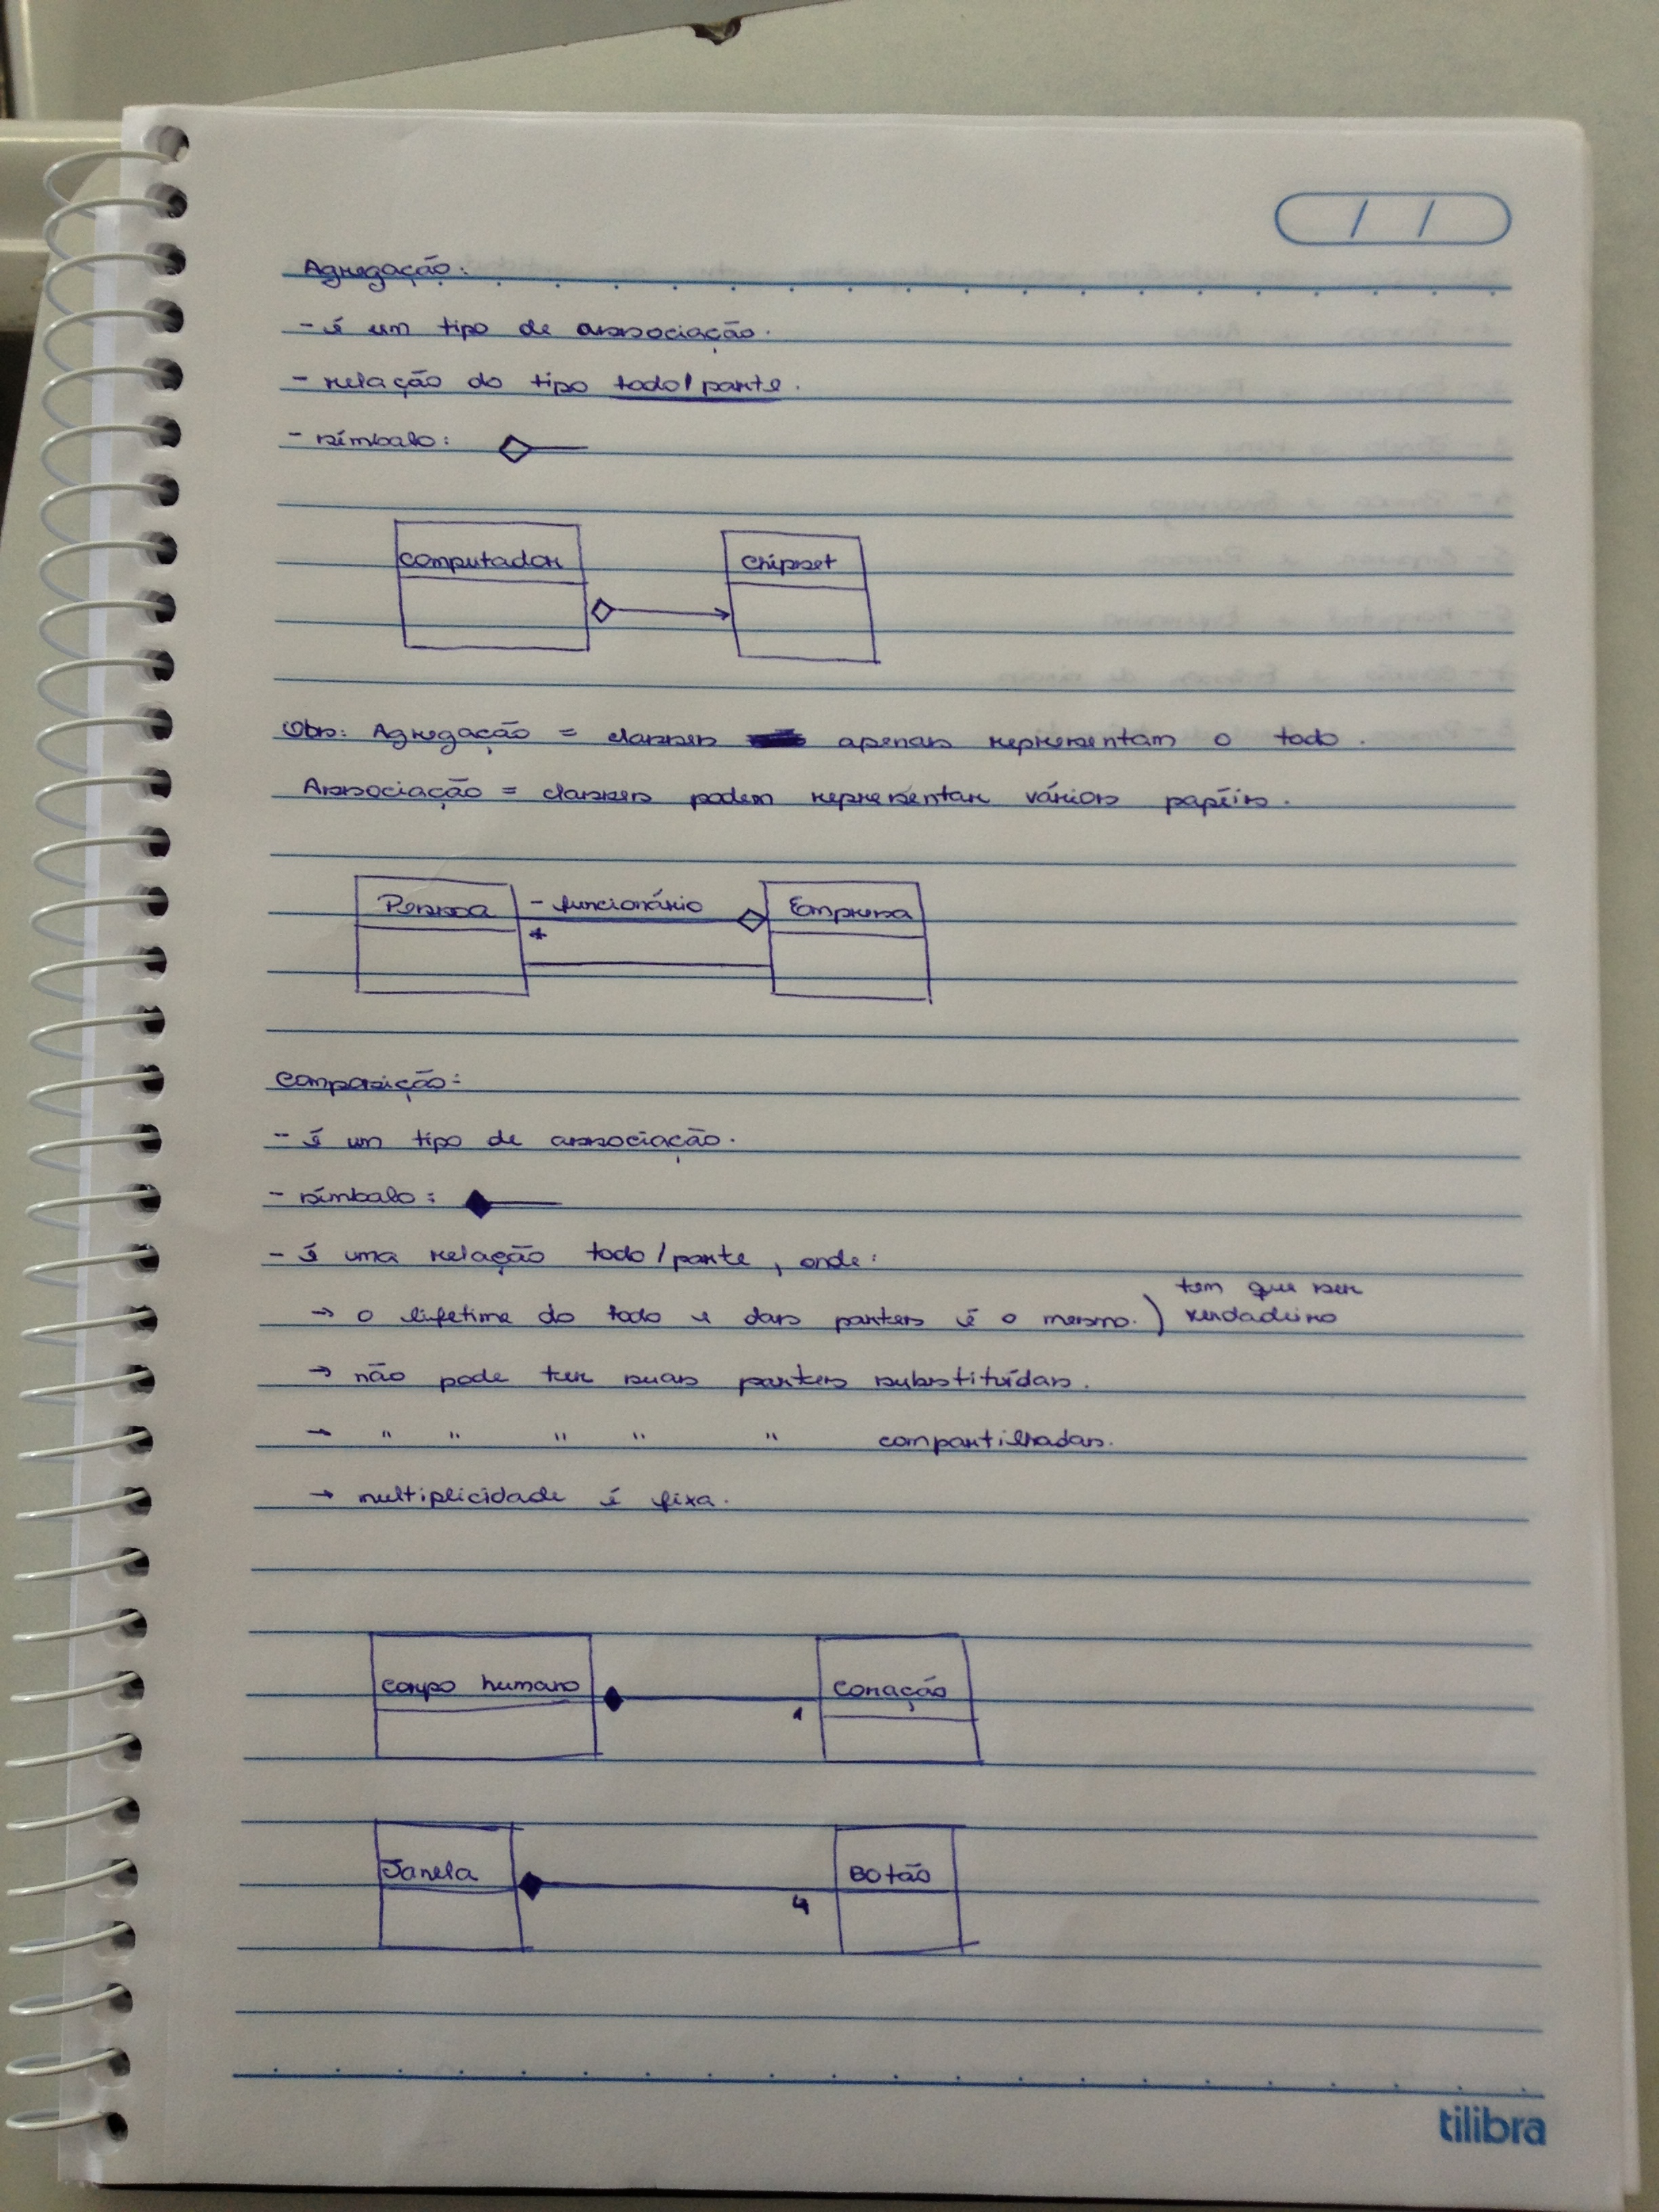 / /
Agregação:
- é um tipo de associação.
- relação do tipo todo/parte.
- símbolo:
Computador
Chipset
Obs: Agregação = classes apenas representam o todo.
Associação = classes podem representar vários papéis.
Pessoa
- funcionário
Empresa
*
Composição:
- é um tipo de associação.
- símbolo:
- é uma relação todo/parte, onde:
→ o lifetime do todo e das partes é o mesmo. ) tem que ser
verdadeiro
→ não pode ter suas partes substituídas.
→ " " " " " compartilhadas.
→ multiplicidade é fixa.
Corpo humano
Coração
1
Janela
Botão
4
tilibra